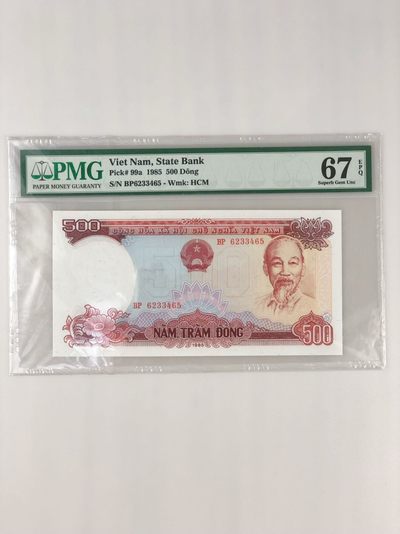 PMG
PAPER MONEY GUARANTY
Viet Nam, State Bank
Pick# 99a 1985 500 Dông
S/N BP6233465 - Wmk: HCM
67 EPQ
Superb Gem Unc
500
CỘNG HÒA XÃ HỘI CHỦ NGHĨA VIỆT NAM
BP 6233465
500
BP 6233465
NĂM TRĂM ĐỒNG
1985
500